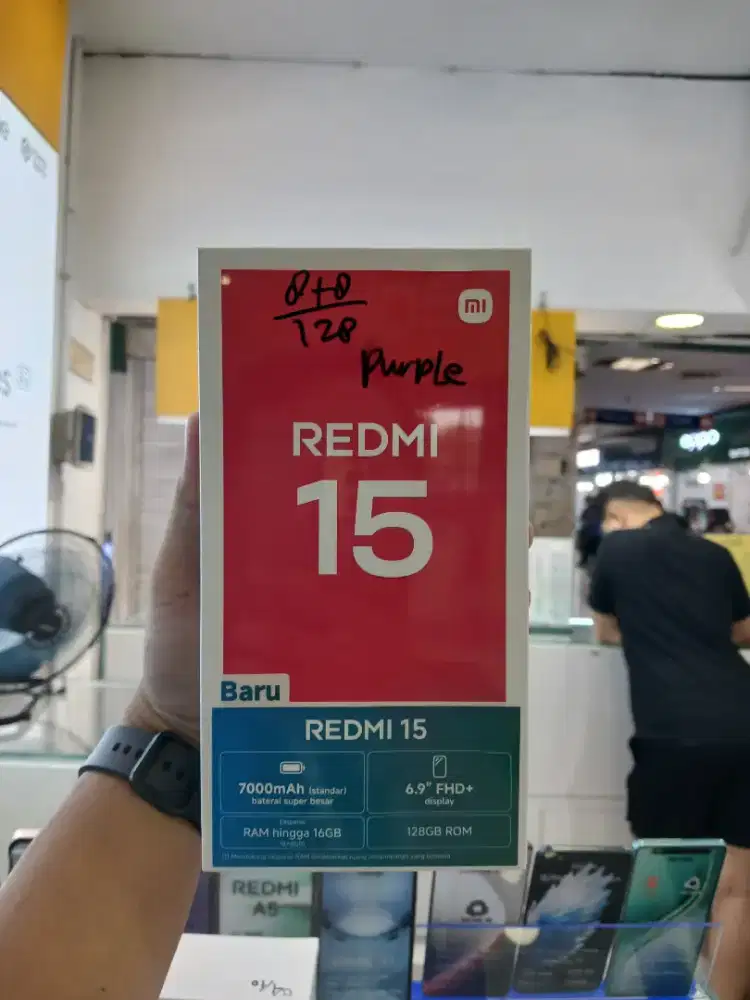 8+8
128
Purple
mi
REDMI
15
Baru
REDMI 15
7000mAh (standar)
baterai super besar
6.9" FHD+
display
RAM hingga 16GB
128GB ROM
oppo
REDMI
A5